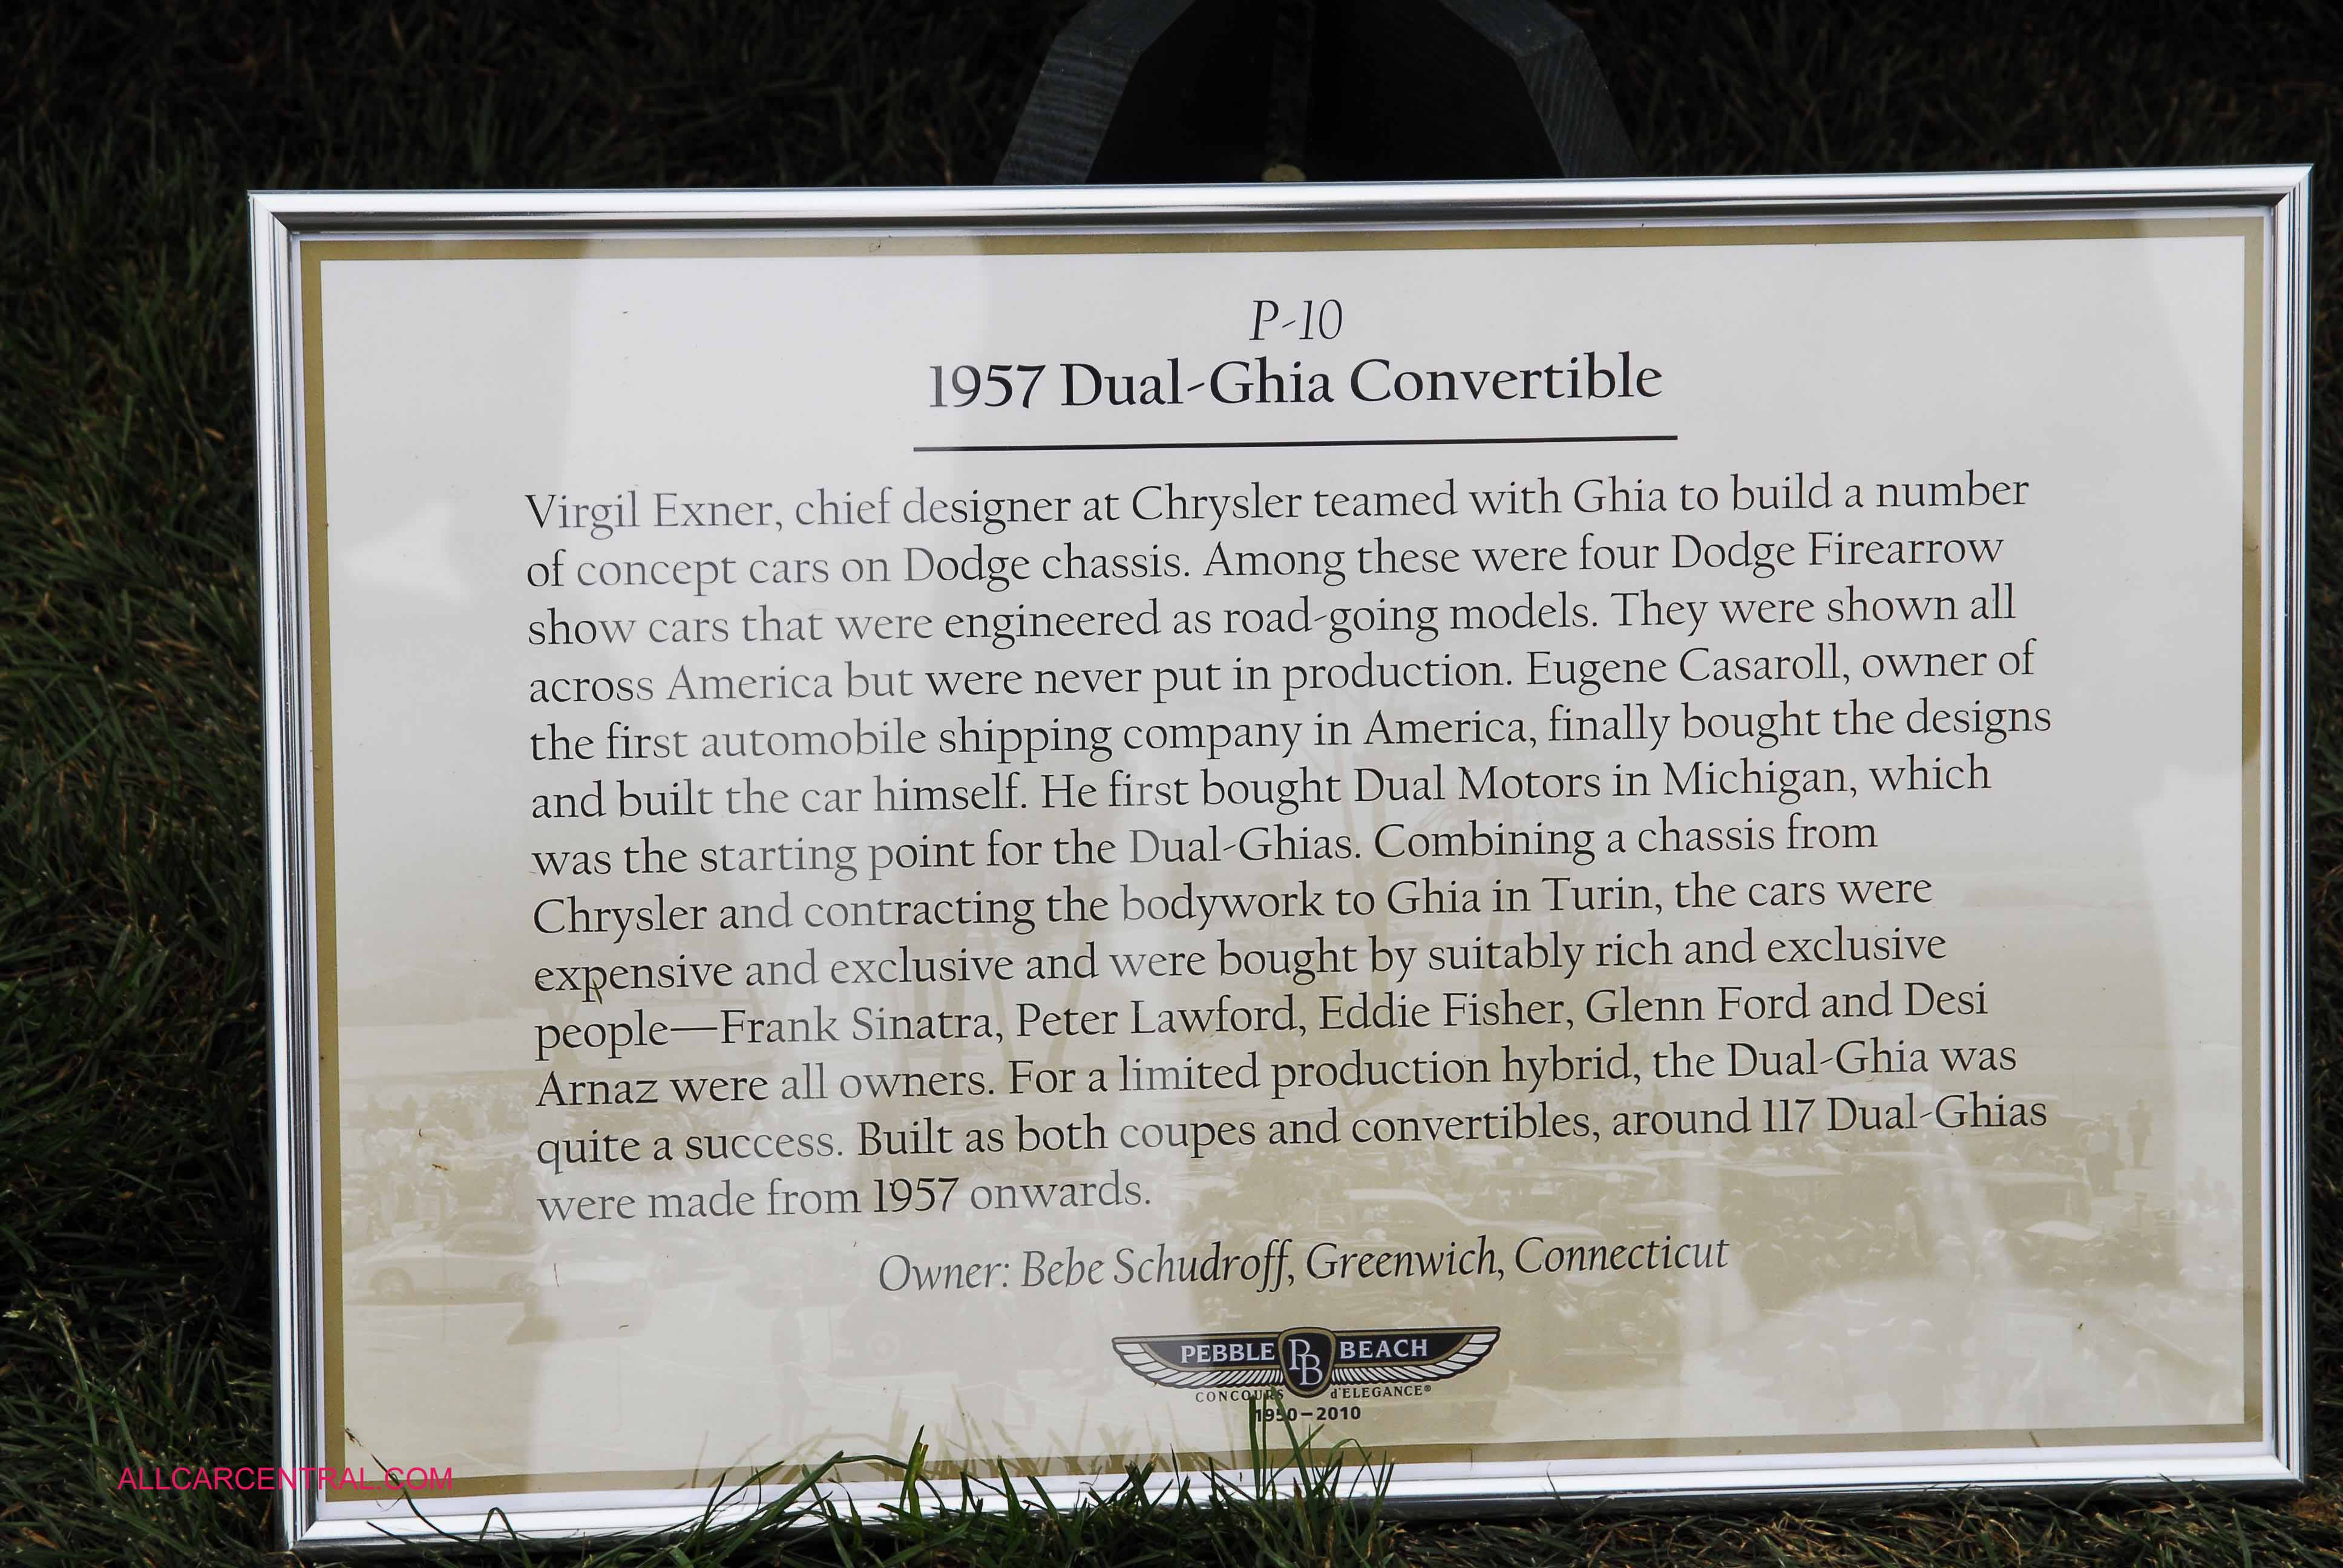 P-10
1957 Dual-Ghia Convertible
Virgil Exner, chief designer at Chrysler teamed with Ghia to build a number
of concept cars on Dodge chassis. Among these were four Dodge Firearrow
show cars that were engineered as road-going models. They were shown all
across America but were never put in production. Eugene Casaroll, owner of
the first automobile shipping company in America, finally bought the designs
and built the car himself. He first bought Dual Motors in Michigan, which
was the starting point for the Dual-Ghias. Combining a chassis from
Chrysler and contracting the bodywork to Ghia in Turin, the cars were
expensive and exclusive and were bought by suitably rich and exclusive
people—Frank Sinatra, Peter Lawford, Eddie Fisher, Glenn Ford and Desi
Arnaz were all owners. For a limited production hybrid, the Dual-Ghia was
quite a success. Built as both coupes and convertibles, around 117 Dual-Ghias
were made from 1957 onwards.
Owner: Bebe Schudroff, Greenwich, Connecticut
PEBBLE PB BEACH
CONCOURS d'ELEGANCE®
1950–2010
ALLCARCENTRAL.COM